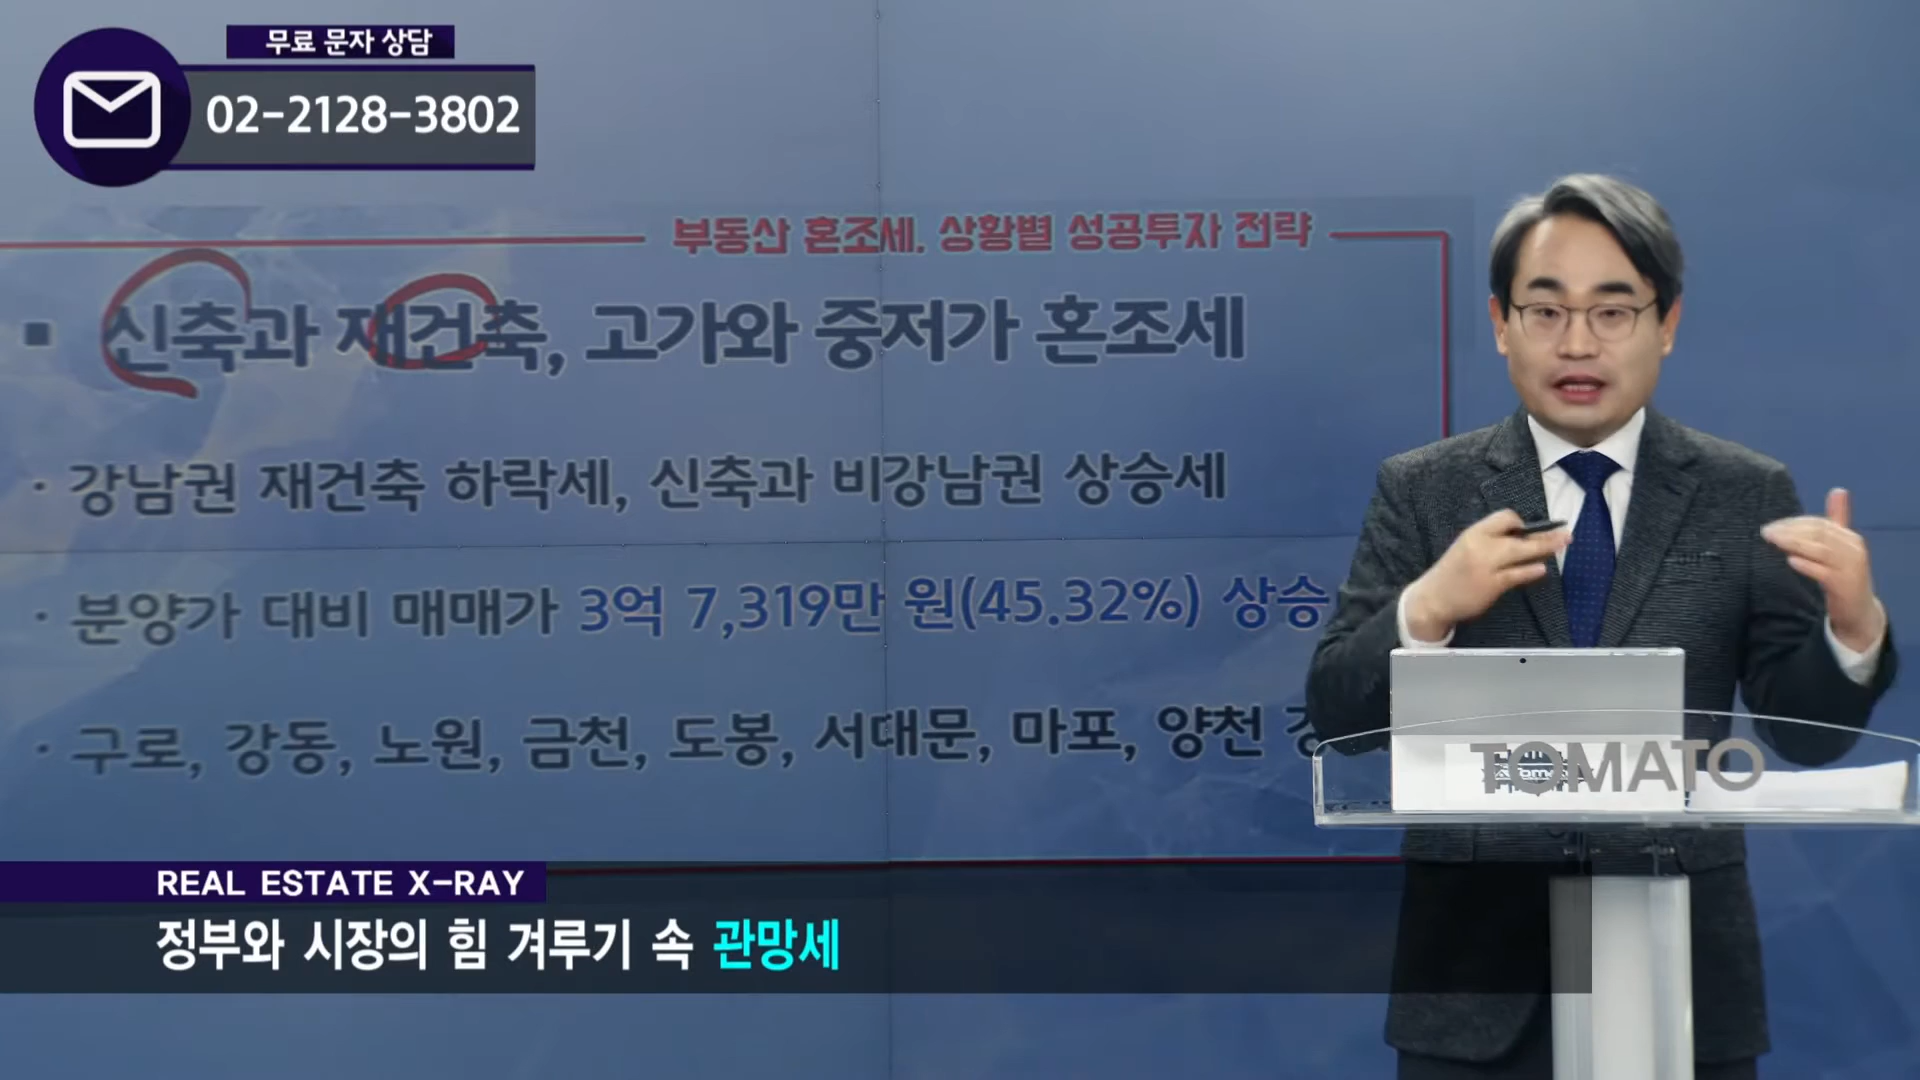 무료 문자 상담
02-2128-3802
부동산 혼조세, 상황별 성공투자 전략
▪ 신축과 재건축, 고가와 중저가 혼조세
· 강남권 재건축 하락세, 신축과 비강남권 상승세
· 분양가 대비 매매가 3억 7,319만 원(45.32%) 상승
· 구로, 강동, 노원, 금천, 도봉, 서대문, 마포, 양천
TOMATO
REAL ESTATE X-RAY
정부와 시장의 힘 겨루기 속 관망세